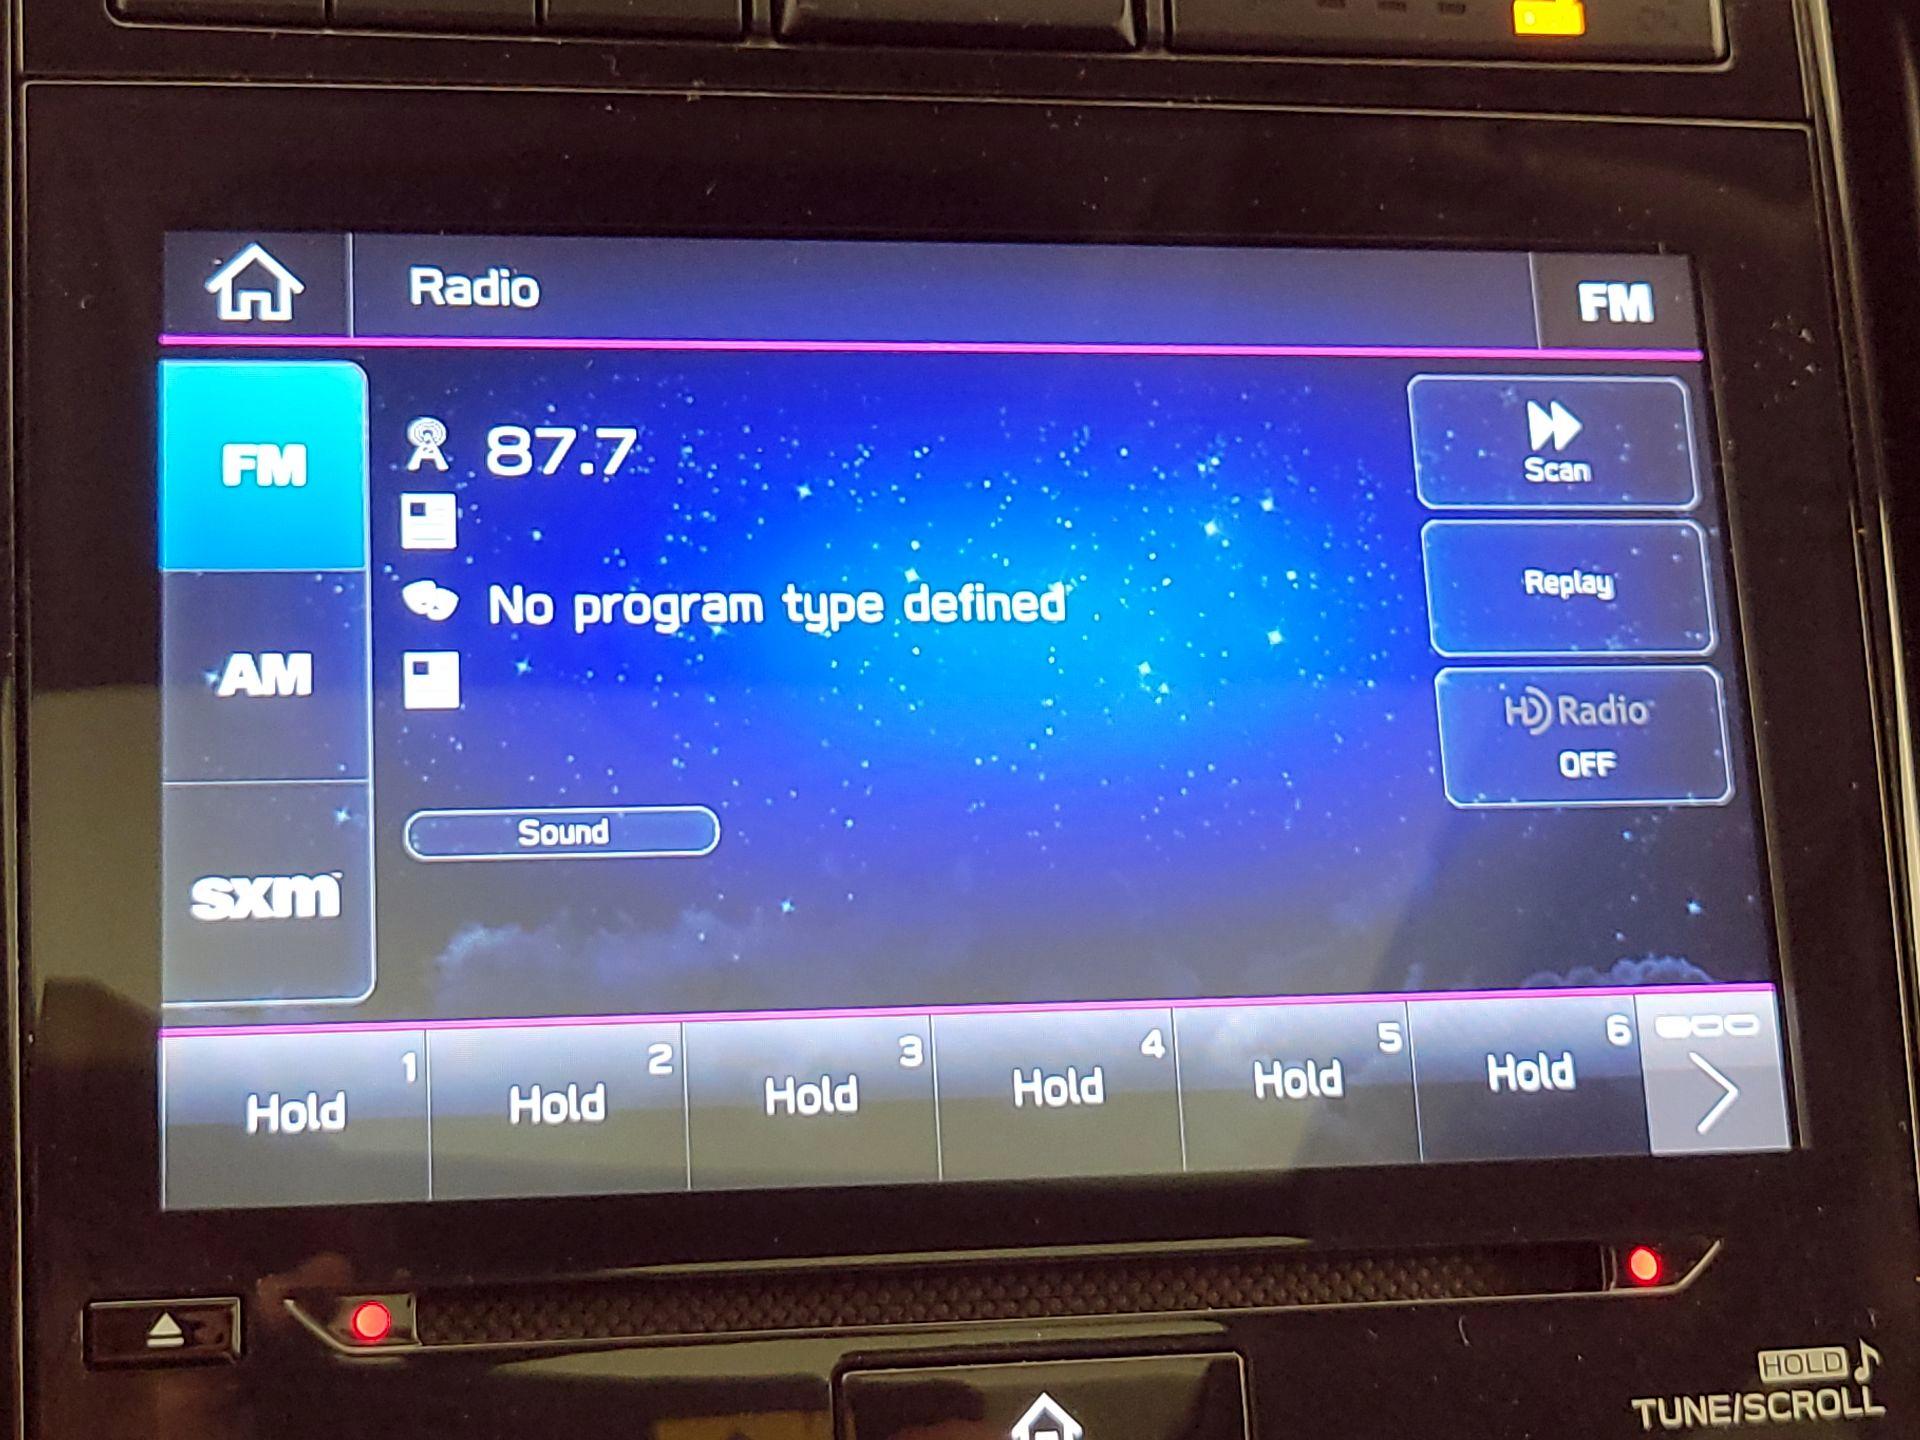 Radio
FM
FM
87.7
Scan
No program type defined
Replay
AM
HD Radio
OFF
Sound
sxm
1
2
3
4
5
6
Hold
Hold
Hold
Hold
Hold
Hold
HOLD
TUNE/SCROLL